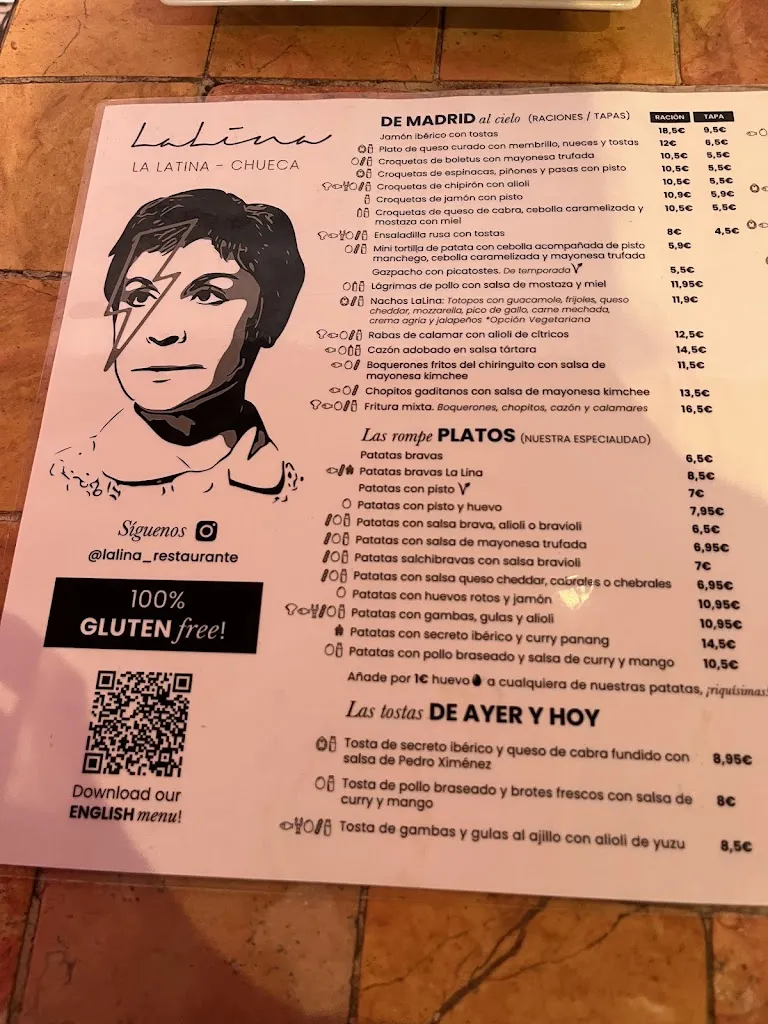 LaLina
LA LATINA - CHUECA
Síguenos
@lalina_restaurante
100%
GLUTEN free!
Download our
ENGLISH menu!
DE MADRID al cielo (RACIONES / TAPAS) RACIÓN TAPA
Jamón ibérico con tostas 18,5€ 9,5€
Plato de queso curado con membrillo, nueces y tostas 12€ 6,5€
Croquetas de boletus con mayonesa trufada 10,5€ 5,5€
Croquetas de espinacas, piñones y pasas con pisto 10,5€ 5,5€
Croquetas de chipirón con alioli 10,5€ 5,5€
Croquetas de jamón con pisto 10,9€ 5,9€
Croquetas de queso de cabra, cebolla caramelizada y 10,5€ 5,5€
mostaza con miel
Ensaladilla rusa con tostas 8€ 4,5€
Mini tortilla de patata con cebolla acompañada de pisto 5,9€
manchego, cebolla caramelizada y mayonesa trufada
Gazpacho con picatostes. De temporada 5,5€
Lágrimas de pollo con salsa de mostaza y miel 11,95€
Nachos LaLina: Totopos con guacamole, frijoles, queso 11,9€
cheddar, mozzarella, pico de gallo, carne mechada,
crema agria y jalapeños *Opción Vegetariana
Rabas de calamar con alioli de cítricos 12,5€
Cazón adobado en salsa tártara 14,5€
Boquerones fritos del chiringuito con salsa de 11,5€
mayonesa kimchee
Chopitos gaditanos con salsa de mayonesa kimchee 13,5€
Fritura mixta. Boquerones, chopitos, cazón y calamares 16,5€
Las rompe PLATOS (NUESTRA ESPECIALIDAD)
Patatas bravas 6,5€
Patatas bravas La Lina 8,5€
Patatas con pisto 7€
Patatas con pisto y huevo 7,95€
Patatas con salsa brava, alioli o bravioli 6,5€
Patatas con salsa de mayonesa trufada 6,95€
Patatas salchibravas con salsa bravioli 7€
Patatas con salsa queso cheddar, cabrales o chebrales 6,95€
Patatas con huevos rotos y jamón 10,95€
Patatas con gambas, gulas y alioli 10,95€
Patatas con secreto ibérico y curry panang 14,5€
Patatas con pollo braseado y salsa de curry y mango 10,5€
Añade por 1€ huevo a cualquiera de nuestras patatas, ¡riquísimas!
Las tostas DE AYER Y HOY
Tosta de secreto ibérico y queso de cabra fundido con 8,95€
salsa de Pedro Ximénez
Tosta de pollo braseado y brotes frescos con salsa de 8€
curry y mango
Tosta de gambas y gulas al ajillo con alioli de yuzu 8,5€